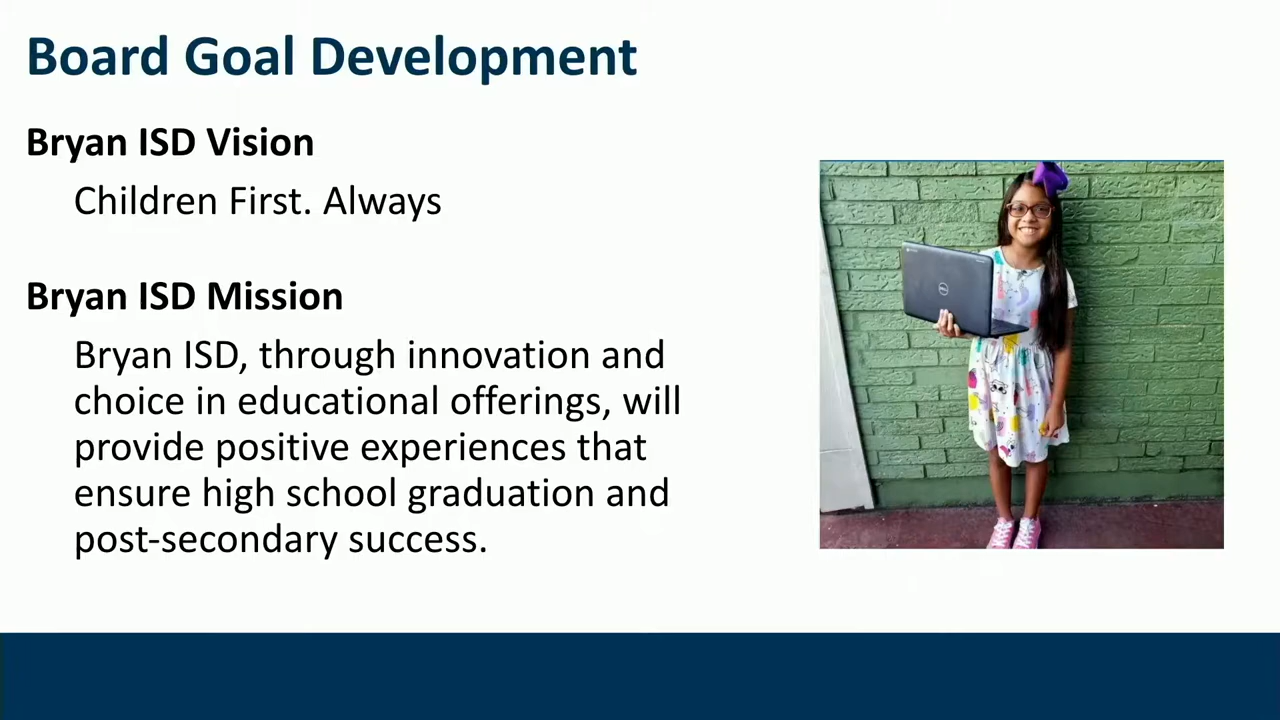 Board Goal Development
Bryan ISD Vision
Children First. Always
Bryan ISD Mission
Bryan ISD, through innovation and
choice in educational offerings, will
provide positive experiences that
ensure high school graduation and
post-secondary success.
DELL